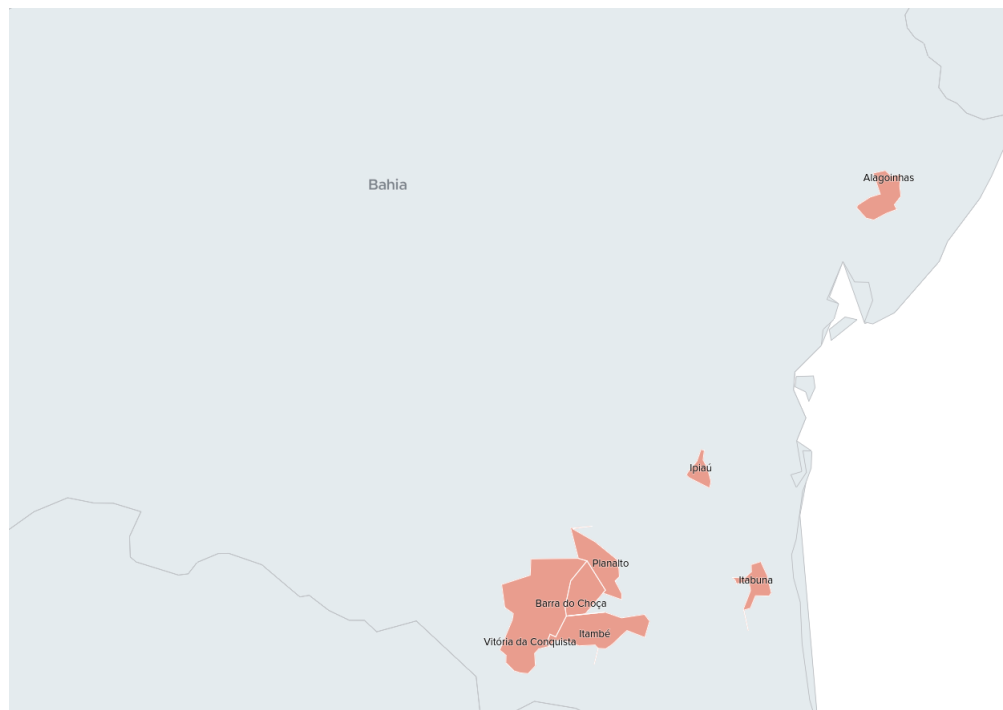 Alagoinhas
Bahia
Ipiaú
Planalto
Itabuna
Barra do Choça
Itambé
Vitória da Conquista